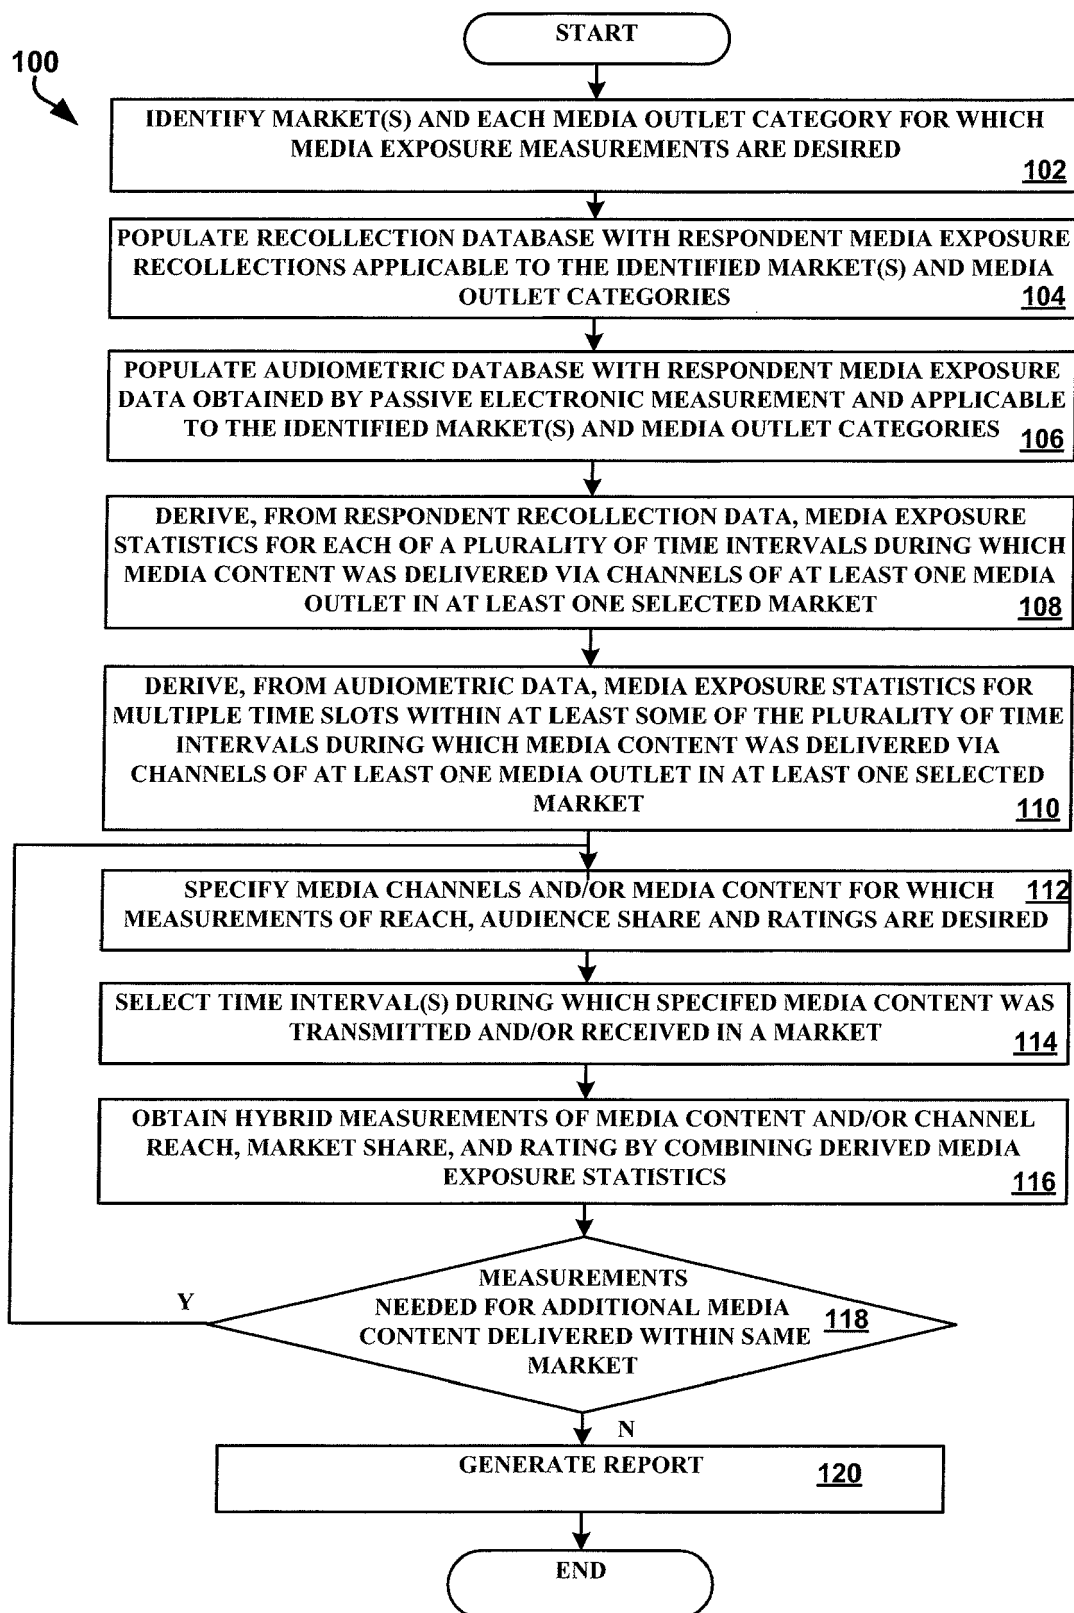 START
100
IDENTIFY MARKET(S) AND EACH MEDIA OUTLET CATEGORY FOR WHICH
MEDIA EXPOSURE MEASUREMENTS ARE DESIRED
102
POPULATE RECOLLECTION DATABASE WITH RESPONDENT MEDIA EXPOSURE
RECOLLECTIONS APPLICABLE TO THE IDENTIFIED MARKET(S) AND MEDIA
OUTLET CATEGORIES
104
POPULATE AUDIOMETRIC DATABASE WITH RESPONDENT MEDIA EXPOSURE
DATA OBTAINED BY PASSIVE ELECTRONIC MEASUREMENT AND APPLICABLE
TO THE IDENTIFIED MARKET(S) AND MEDIA OUTLET CATEGORIES
106
DERIVE, FROM RESPONDENT RECOLLECTION DATA, MEDIA EXPOSURE
STATISTICS FOR EACH OF A PLURALITY OF TIME INTERVALS DURING WHICH
MEDIA CONTENT WAS DELIVERED VIA CHANNELS OF AT LEAST ONE MEDIA
OUTLET IN AT LEAST ONE SELECTED MARKET
108
DERIVE, FROM AUDIOMETRIC DATA, MEDIA EXPOSURE STATISTICS FOR
MULTIPLE TIME SLOTS WITHIN AT LEAST SOME OF THE PLURALITY OF TIME
INTERVALS DURING WHICH MEDIA CONTENT WAS DELIVERED VIA
CHANNELS OF AT LEAST ONE MEDIA OUTLET IN AT LEAST ONE SELECTED
MARKET
110
SPECIFY MEDIA CHANNELS AND/OR MEDIA CONTENT FOR WHICH
112
MEASUREMENTS OF REACH, AUDIENCE SHARE AND RATINGS ARE DESIRED
SELECT TIME INTERVAL(S) DURING WHICH SPECIFED MEDIA CONTENT WAS
TRANSMITTED AND/OR RECEIVED IN A MARKET
114
OBTAIN HYBRID MEASUREMENTS OF MEDIA CONTENT AND/OR CHANNEL
REACH, MARKET SHARE, AND RATING BY COMBINING DERIVED MEDIA
EXPOSURE STATISTICS
116
MEASUREMENTS
NEEDED FOR ADDITIONAL MEDIA
CONTENT DELIVERED WITHIN SAME
MARKET
118
Y
N
GENERATE REPORT
120
END